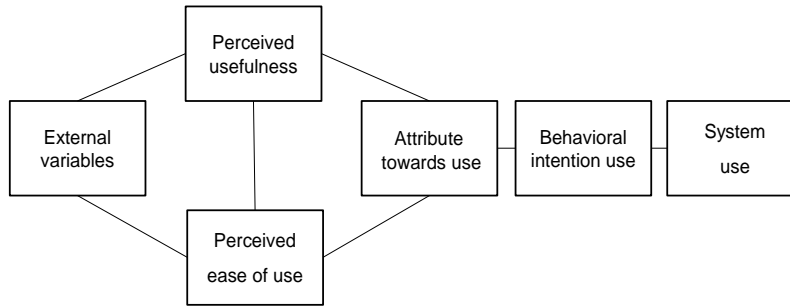 Perceived
usefulness
External
variables
Attribute
towards use
Behavioral
intention use
System
use
Perceived
ease of use